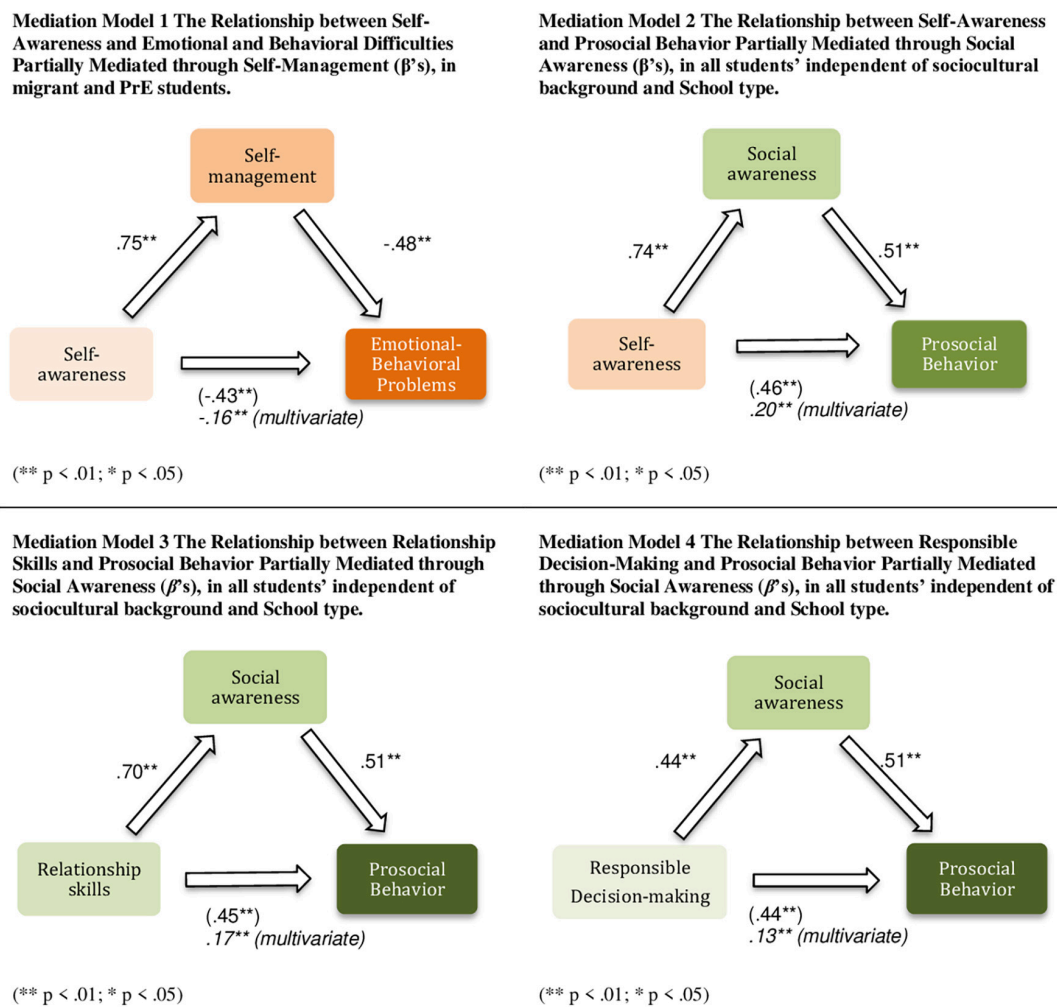 Mediation Model 1 The Relationship between Self-
Awareness and Emotional and Behavioral Difficulties
Partially Mediated through Self-Management (β's), in
migrant and PrE students.
Self-
management
.75**
-.48**
Self-
awareness
Emotional-
Behavioral
Problems
(-.43**)
-.16** (multivariate)
(** p < .01; * p < .05)
Mediation Model 2 The Relationship between Self-Awareness
and Prosocial Behavior Partially Mediated through Social
Awareness (β's), in all students' independent of sociocultural
background and School type.
Social
awareness
.74**
.51**
Self-
awareness
Prosocial
Behavior
(.46**)
.20** (multivariate)
(** p < .01; * p < .05)
Mediation Model 3 The Relationship between Relationship
Skills and Prosocial Behavior Partially Mediated through
Social Awareness (β's), in all students' independent of
sociocultural background and School type.
Social
awareness
.70**
.51**
Relationship
skills
Prosocial
Behavior
(.45**)
.17** (multivariate)
(** p < .01; * p < .05)
Mediation Model 4 The Relationship between Responsible
Decision-Making and Prosocial Behavior Partially Mediated
through Social Awareness (β's), in all students' independent of
sociocultural background and School type.
Social
awareness
.44**
.51**
Responsible
Decision-making
Prosocial
Behavior
(.44**)
.13** (multivariate)
(** p < .01; * p < .05)